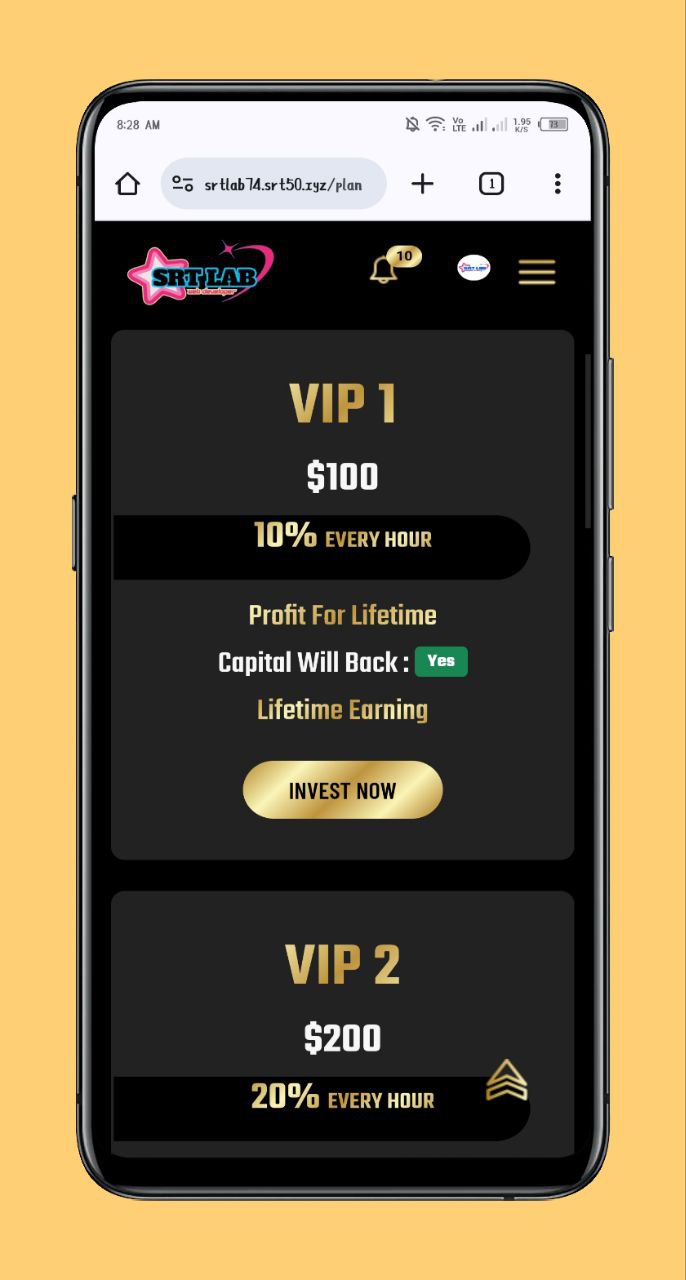 8:28 AM
Vo
LTE
1.95
K/S
73
srtlab74.srt50.xyz/plan
1
SRT LAB
web developer
10
VIP 1
$100
10% EVERY HOUR
Profit For Lifetime
Capital Will Back : Yes
Lifetime Earning
INVEST NOW
VIP 2
$200
20% EVERY HOUR